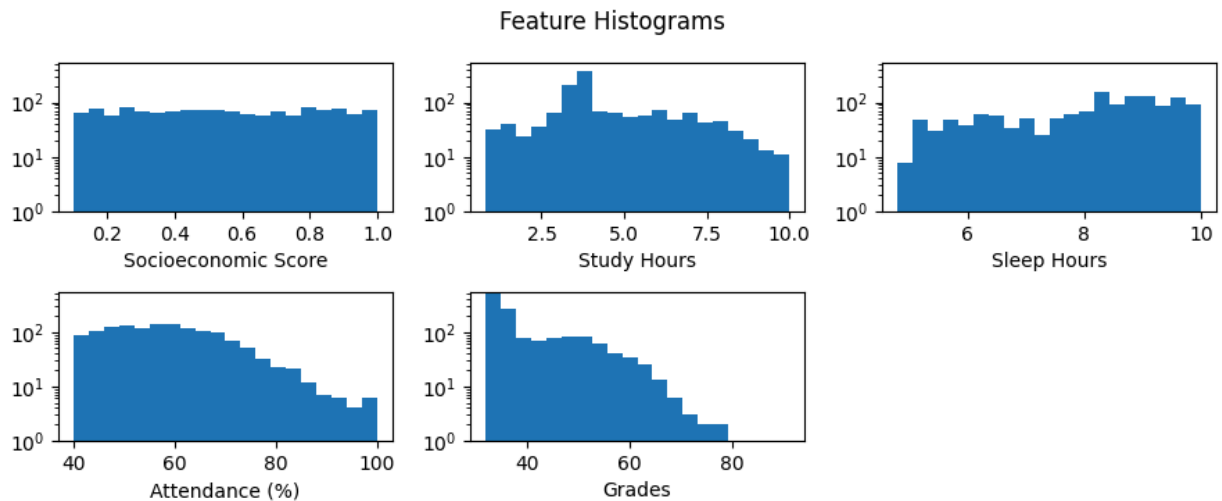 Feature Histograms
10²
10¹
10⁰
0.2 0.4 0.6 0.8 1.0
Socioeconomic Score
10²
10¹
10⁰
2.5 5.0 7.5 10.0
Study Hours
10²
10¹
10⁰
6 8 10
Sleep Hours
10²
10¹
10⁰
40 60 80 100
Attendance (%)
10²
10¹
10⁰
40 60 80
Grades